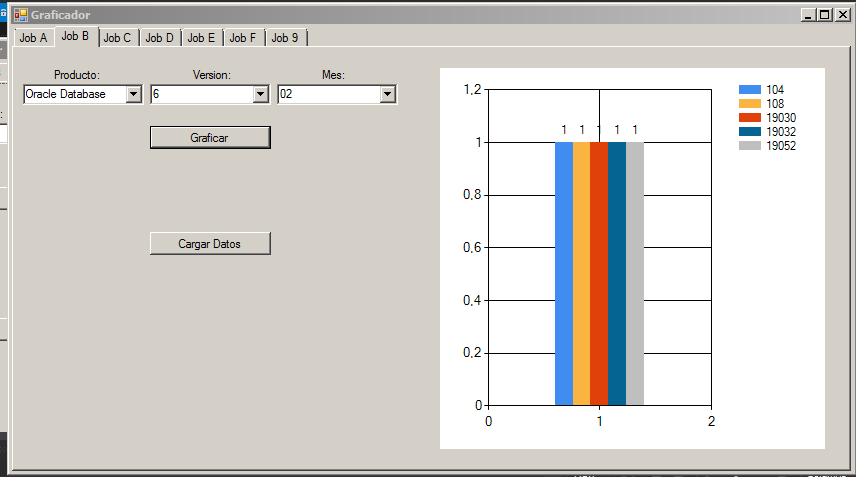 Graficador
Job A Job B Job C Job D Job E Job F Job 9
Producto: Version: Mes:
Oracle Database 6 02
Graficar
Cargar Datos
104
108
19030
19032
19052
1,2
1
0,8
0,6
0,4
0,2
0
1 1 1 1 1
0 1 2